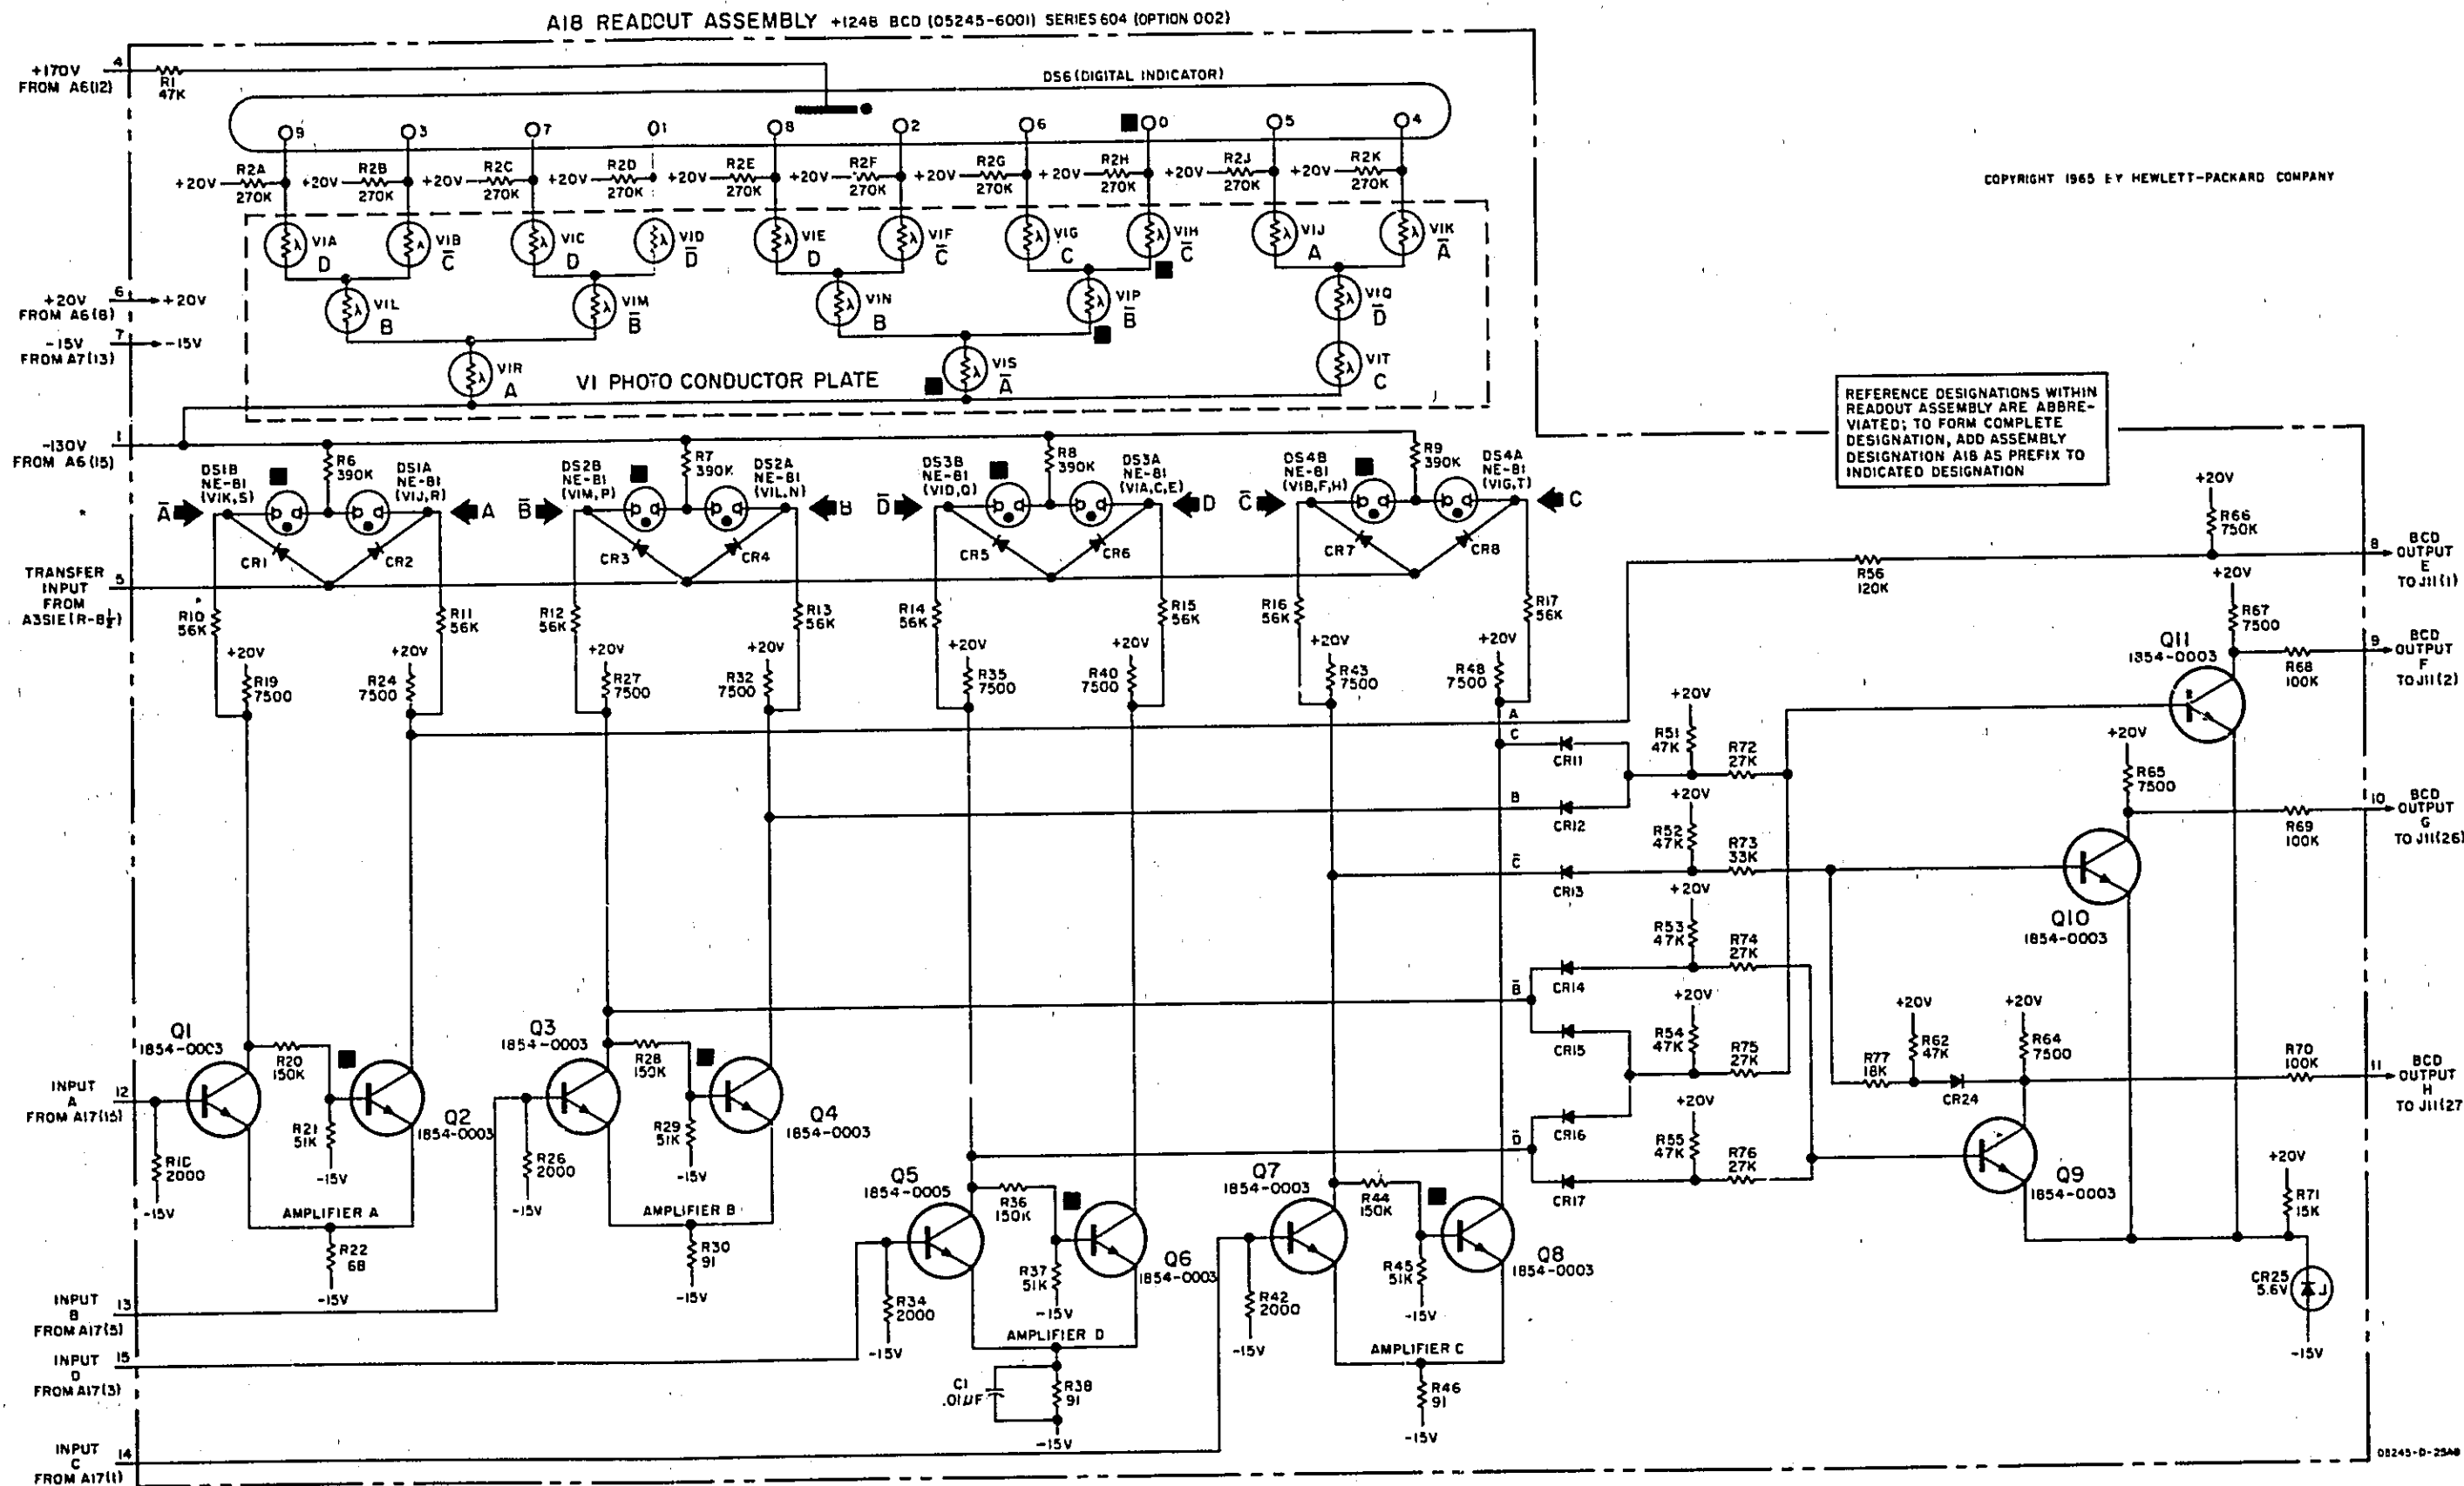 A18 READOUT ASSEMBLY +1248 BCD (05245-6001) SERIES 604 (OPTION 002)
COPYRIGHT 1965 BY HEWLETT-PACKARD COMPANY
+170V
FROM A6(12)
4
R1
47K
DS6 (DIGITAL INDICATOR)
9 3 7 1 8 2 6 0 5 4
R2A R2B R2C R2D R2E R2F R2G R2H R2J R2K
+20V +20V +20V +20V +20V +20V +20V +20V +20V +20V
270K 270K 270K 270K 270K 270K 270K 270K 270K 270K
V1A V1B V1C V1D V1E V1F V1G V1H V1J V1K
D C̅ D D̅ D C̅ C C̅ A A̅
V1L V1M V1N V1P V1Q
B B̅ B B̅ D̅
V1R V1S V1T
A A̅ C
V1 PHOTO CONDUCTOR PLATE
+20V
FROM A6(8)
6
+20V
-15V
FROM A7(13)
7
-15V
-130V
FROM A6(15)
1
REFERENCE DESIGNATIONS WITHIN
READOUT ASSEMBLY ARE ABBRE-
VIATED; TO FORM COMPLETE
DESIGNATION, ADD ASSEMBLY
DESIGNATION A18 AS PREFIX TO
INDICATED DESIGNATION
DS1B
NE-81
(V1K,S)
R6
390K
DS1A
NE-81
(V1J,R)
DS2B
NE-81
(V1M,P)
R7
390K
DS2A
NE-81
(V1L,N)
DS3B
NE-81
(V1D,Q)
R8
390K
DS3A
NE-81
(V1A,C,E)
DS4B
NE-81
(V1B,F,H)
R9
390K
DS4A
NE-81
(V1G,T)
A̅ A B̅ B D̅ D C̅ C
CR1 CR2 CR3 CR4 CR5 CR6 CR7 CR8
TRANSFER
INPUT
FROM
A3S1E(R-8½)
5
R10
56K
R11
56K
R12
56K
R13
56K
R14
56K
R15
56K
R16
56K
R17
56K
+20V +20V +20V +20V +20V +20V +20V +20V
R19
7500
R24
7500
R27
7500
R32
7500
R35
7500
R40
7500
R43
7500
R48
7500
A
C
CR11
B
CR12
C̅
CR13
CR14
B̅
CR15
CR16
D̅
CR17
+20V
R51
47K
R72
27K
+20V
R52
47K
R73
33K
+20V
R53
47K
R74
27K
+20V
R54
47K
R75
27K
+20V
R55
47K
R76
27K
R56
120K
+20V
R66
750K
8
BCD
OUTPUT
E
TO J11(1)
+20V
R67
7500
Q11
1854-0003
R68
100K
9
BCD
OUTPUT
F
TO J11(2)
+20V
R65
7500
Q10
1854-0003
R69
100K
10
BCD
OUTPUT
G
TO J11(26)
+20V
R62
47K
R77
18K
CR24
+20V
R64
7500
R70
100K
11
BCD
OUTPUT
H
TO J11(27
Q9
1854-0003
+20V
R71
15K
CR25
5.6V
-15V
INPUT
A
FROM A17(15)
12
Q1
1854-0003
R20
150K
R21
51K
-15V
2000
-15V
Q2
1854-0003
AMPLIFIER A
R22
68
-15V
Q3
1854-0003
R28
150K
R29
51K
-15V
R26
2000
-15V
Q4
1854-0003
AMPLIFIER B
R30
91
-15V
Q5
1854-0005
R36
150K
R37
51K
-15V
R34
2000
-15V
Q6
1854-0003
AMPLIFIER D
C1
.01µF
R38
91
-15V
Q7
1854-0003
R44
150K
R45
51K
-15V
R42
2000
-15V
Q8
1854-0003
AMPLIFIER C
R46
91
-15V
INPUT
B
FROM A17(5)
13
INPUT
D
FROM A17(3)
15
INPUT
C
FROM A17(1)
14